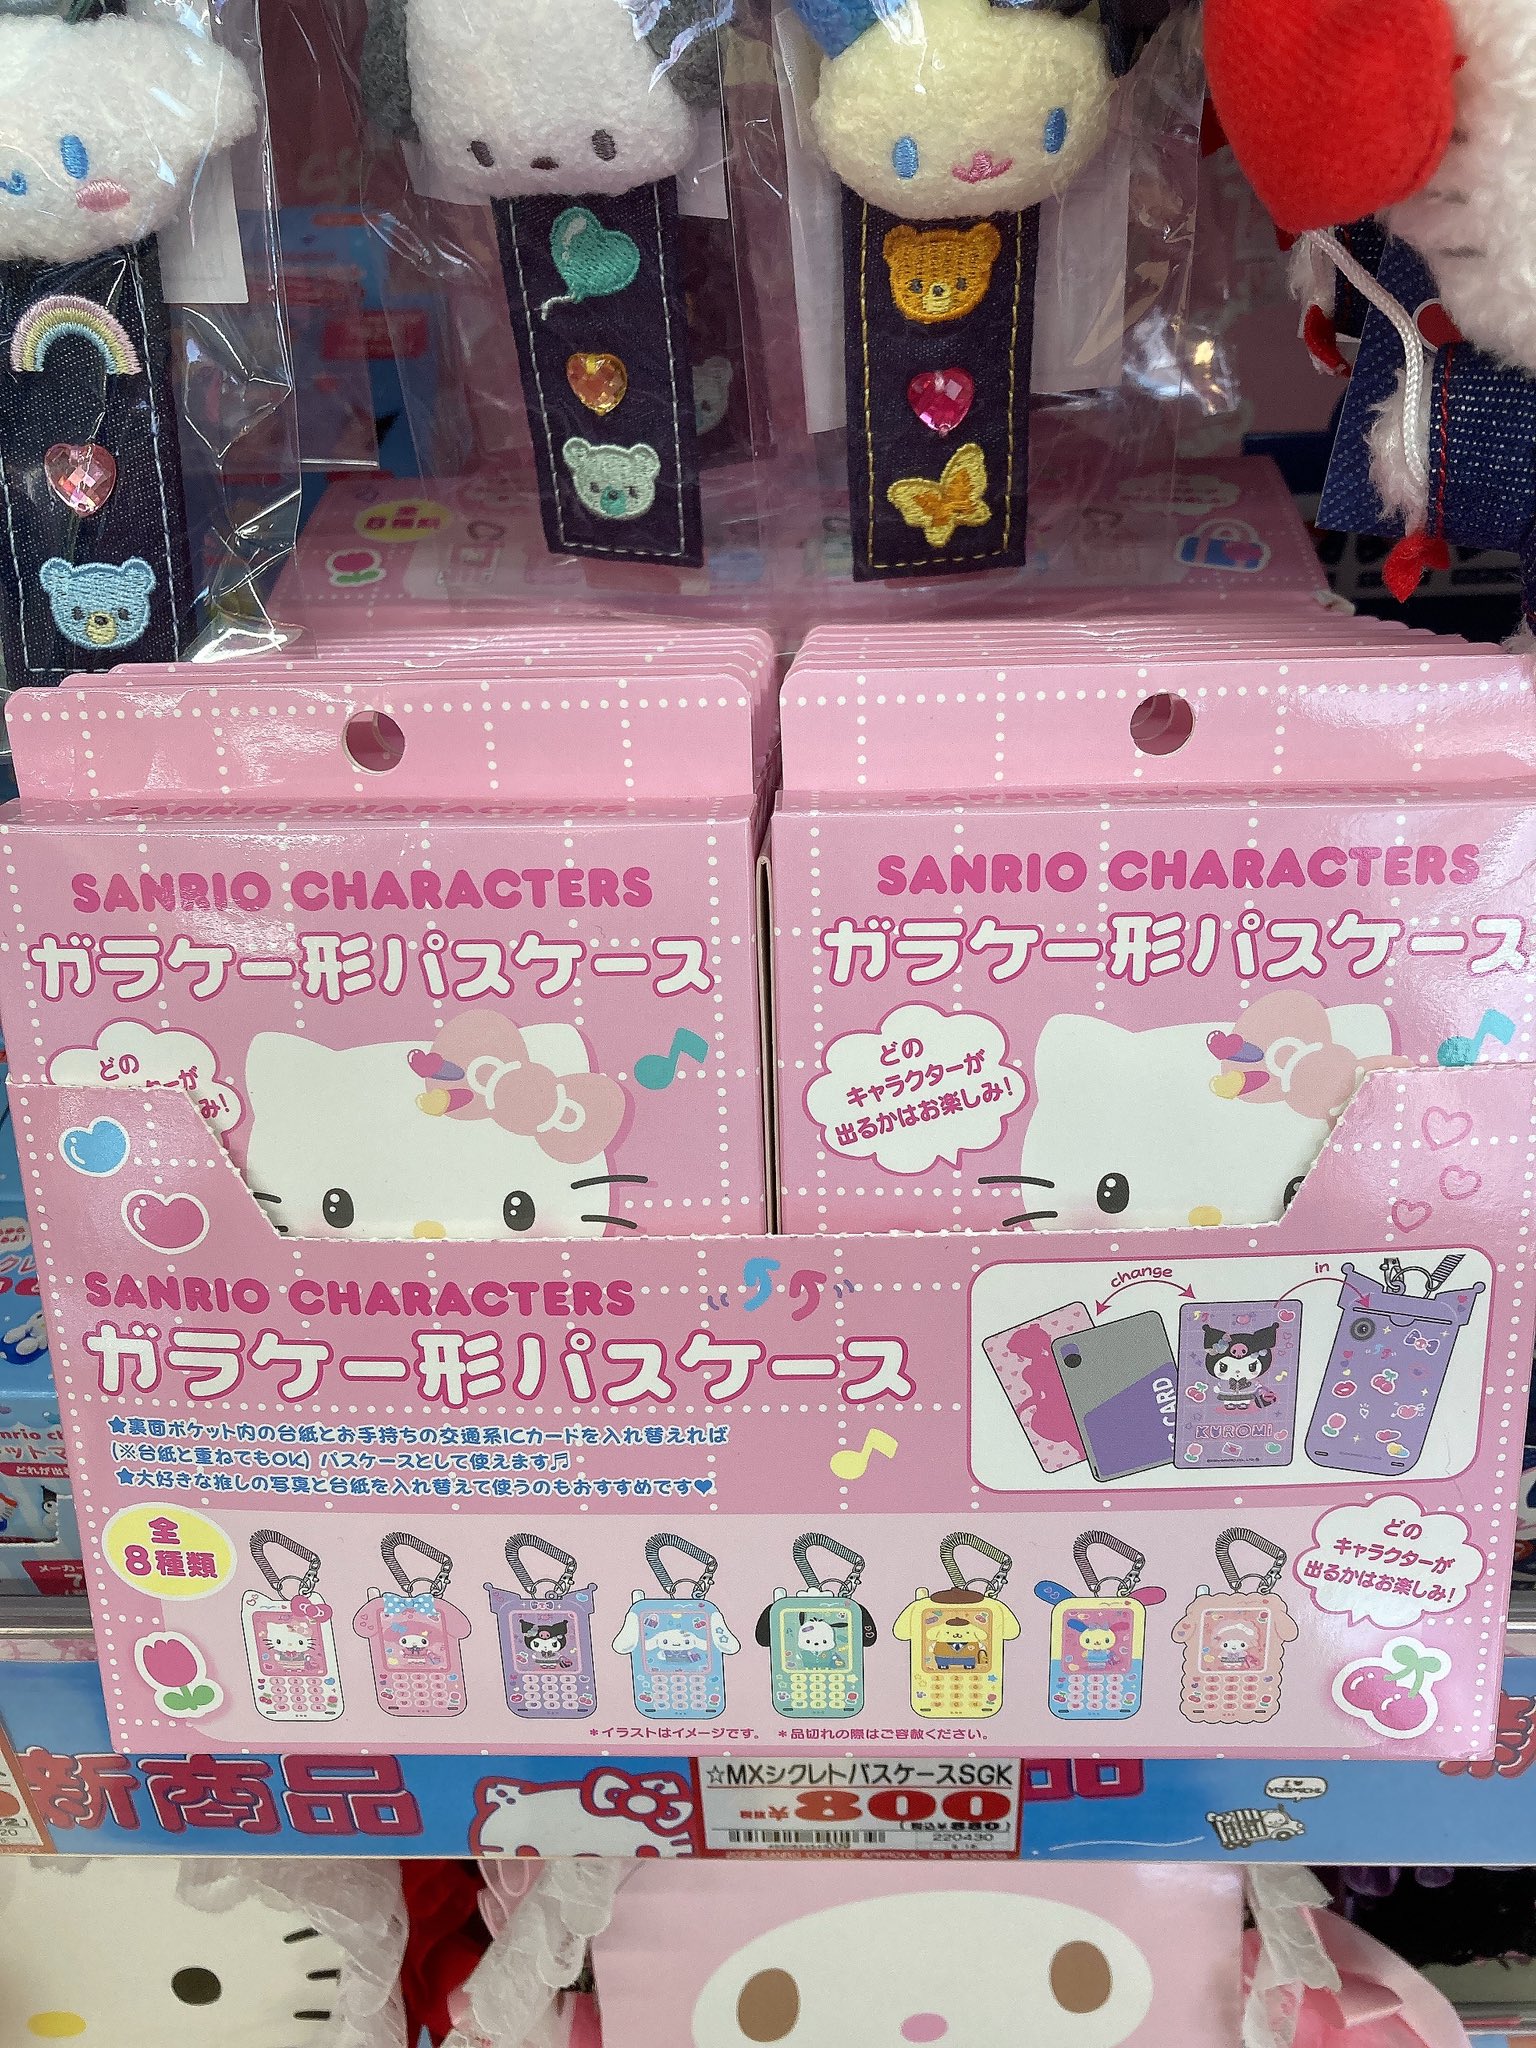 SANRIO CHARACTERS
ガラケー形パスケース
どの
SANRIO CHARACTERS
ガラケー形パスケース
どの
キャラクターが
出るかはお楽しみ!
SANRIO CHARACTERS
ガラケー形パスケース
★裏面ポケット内の台紙とお手持ちの交通系ICカードを入れ替えれば
(※台紙と重ねてもOK) パスケースとして使えます♬
★大好きな推しの写真と台紙を入れ替えて使うのもおすすめです♥
change
in
CARD
KUROMI
全
8種類
どの
キャラクターが
出るかはお楽しみ!
*イラストはイメージです。 *品切れの際はご容赦ください。
新商品
☆MXシクレトパスケースSGK
税抜 ¥800
(税込¥880)
220430